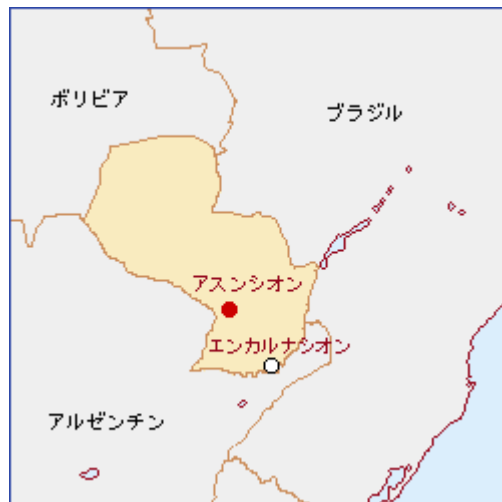 ボリビア
ブラジル
アスンシオン
エンカルナシオン
アルゼンチン